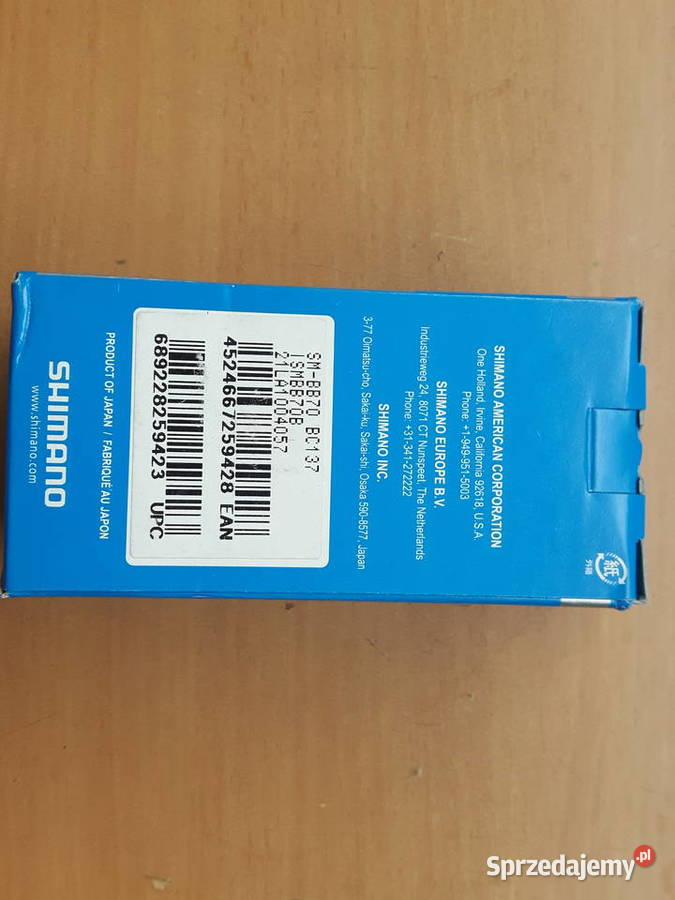 SHIMANO AMERICAN CORPORATION
One Holland, Irvine, California 92618, U.S.A
Phone: +1-949-951-5003
SHIMANO EUROPE B.V.
Industrieweg 24, 8071 CT Nunspeet, The Netherlands
Phone: +31-341-272222
SHIMANO INC.
3-77 Oimatsu-cho, Sakai-ku, Sakai-shi, Osaka 590-8577, Japan
SM-BB70 BC137
ISMBB70B
21LA1004057
4524667259428 EAN
689228259423 UPC
PRODUCT OF JAPAN / FABRIQUÉ AU JAPON
SHIMANO
www.shimano.com
紙
外箱
Sprzedajemy.pl